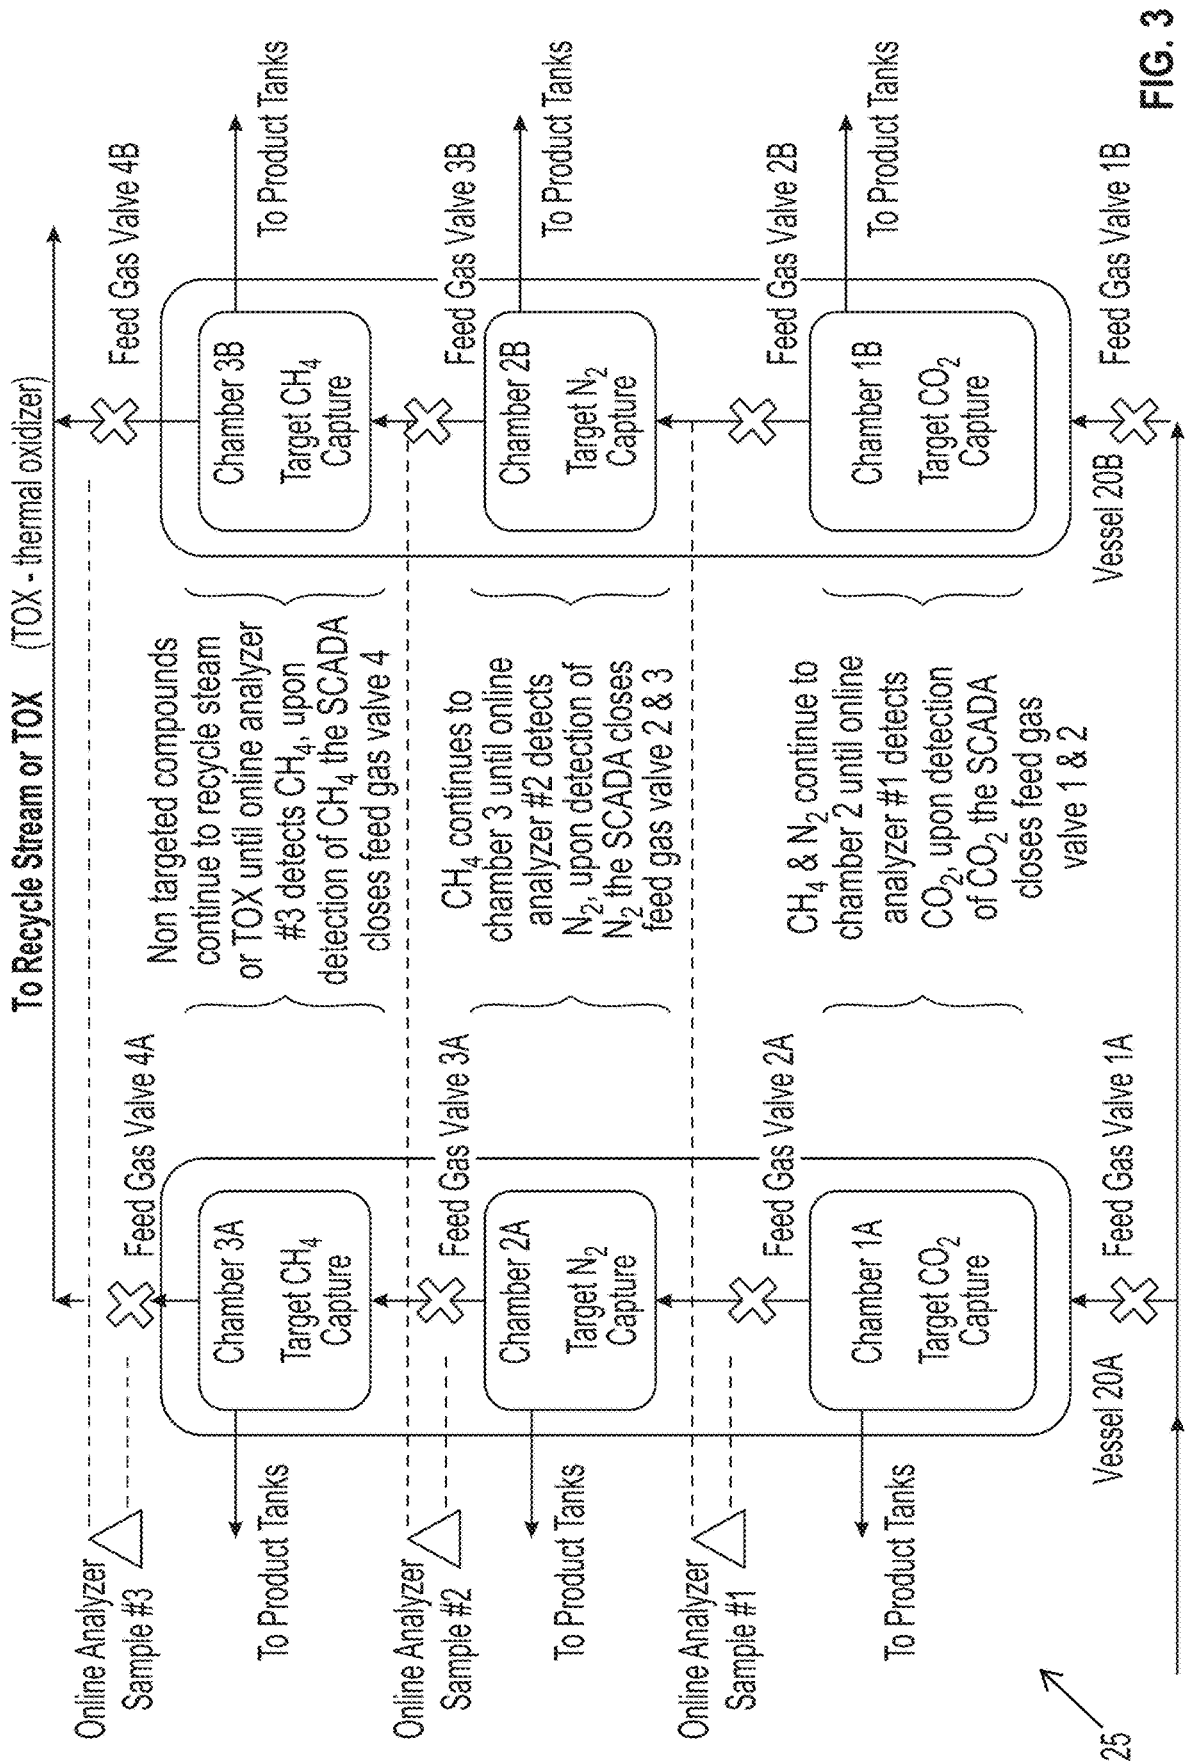 To Recycle Stream or TOX (TOX - thermal oxidizer)
Online Analyzer
Sample #3
Feed Gas Valve 4A
Feed Gas Valve 4B
To Product Tanks
Chamber 3A
Target CH₄
Capture
Non targeted compounds
continue to recycle steam
or TOX until online analyzer
#3 detects CH₄, upon
detection of CH₄ the SCADA
closes feed gas valve 4
Chamber 3B
Target CH₄
Capture
To Product Tanks
Online Analyzer
Sample #2
Feed Gas Valve 3A
Feed Gas Valve 3B
To Product Tanks
Chamber 2A
Target N₂
Capture
CH₄ continues to
chamber 3 until online
analyzer #2 detects
N₂, upon detection of
N₂ the SCADA closes
feed gas valve 2 & 3
Chamber 2B
Target N₂
Capture
To Product Tanks
Online Analyzer
Sample #1
Feed Gas Valve 2A
Feed Gas Valve 2B
To Product Tanks
Chamber 1A
Target CO₂
Capture
CH₄ & N₂ continue to
chamber 2 until online
analyzer #1 detects
CO₂, upon detection
of CO₂ the SCADA
closes feed gas
valve 1 & 2
Chamber 1B
Target CO₂
Capture
To Product Tanks
Vessel 20A
Feed Gas Valve 1A
Vessel 20B
Feed Gas Valve 1B
25
FIG. 3